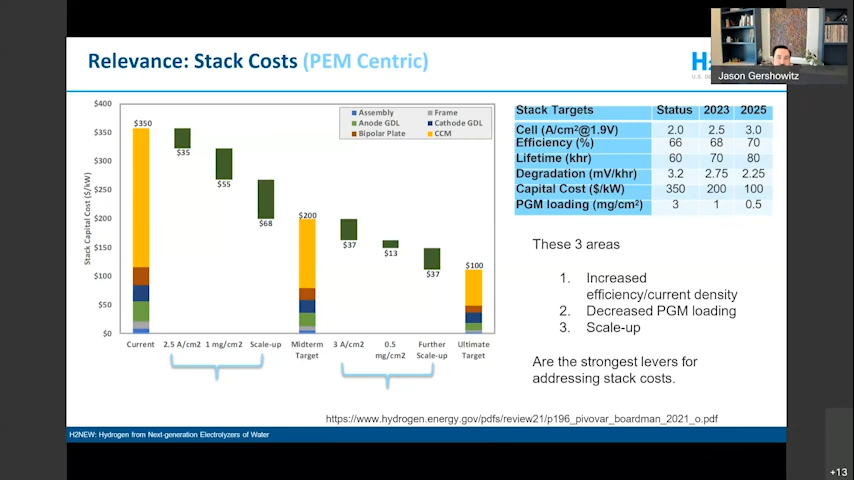 Relevance: Stack Costs (PEM Centric)
H2
U.S. D
Jason Gershowitz
$400
$350
$300
$250
$200
$150
$100
$50
$0
Stack Capital Cost ($/kW)
Assembly
Frame
Anode GDL
Cathode GDL
Bipolar Plate
CCM
$350
$35
$55
$68
$200
$37
$13
$37
$100
Current
2.5 A/cm2
1 mg/cm2
Scale-up
Midterm Target
3 A/cm2
0.5 mg/cm2
Further Scale-up
Ultimate Target
Stack Targets Status 2023 2025
Cell (A/cm²@1.9V) 2.0 2.5 3.0
Efficiency (%) 66 68 70
Lifetime (khr) 60 70 80
Degradation (mV/khr) 3.2 2.75 2.25
Capital Cost ($/kW) 350 200 100
PGM loading (mg/cm²) 3 1 0.5
These 3 areas
1. Increased
efficiency/current density
2. Decreased PGM loading
3. Scale-up
Are the strongest levers for
addressing stack costs.
https://www.hydrogen.energy.gov/pdfs/review21/p196_pivovar_boardman_2021_o.pdf
H2NEW: Hydrogen from Next-generation Electrolyzers of Water
+13